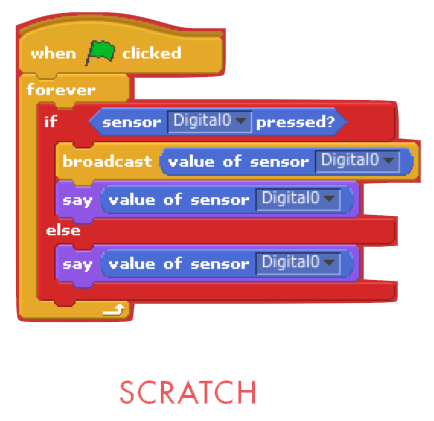 when clicked
forever
if sensor Digital0 pressed?
broadcast value of sensor Digital0
say value of sensor Digital0
else
say value of sensor Digital0
SCRATCH